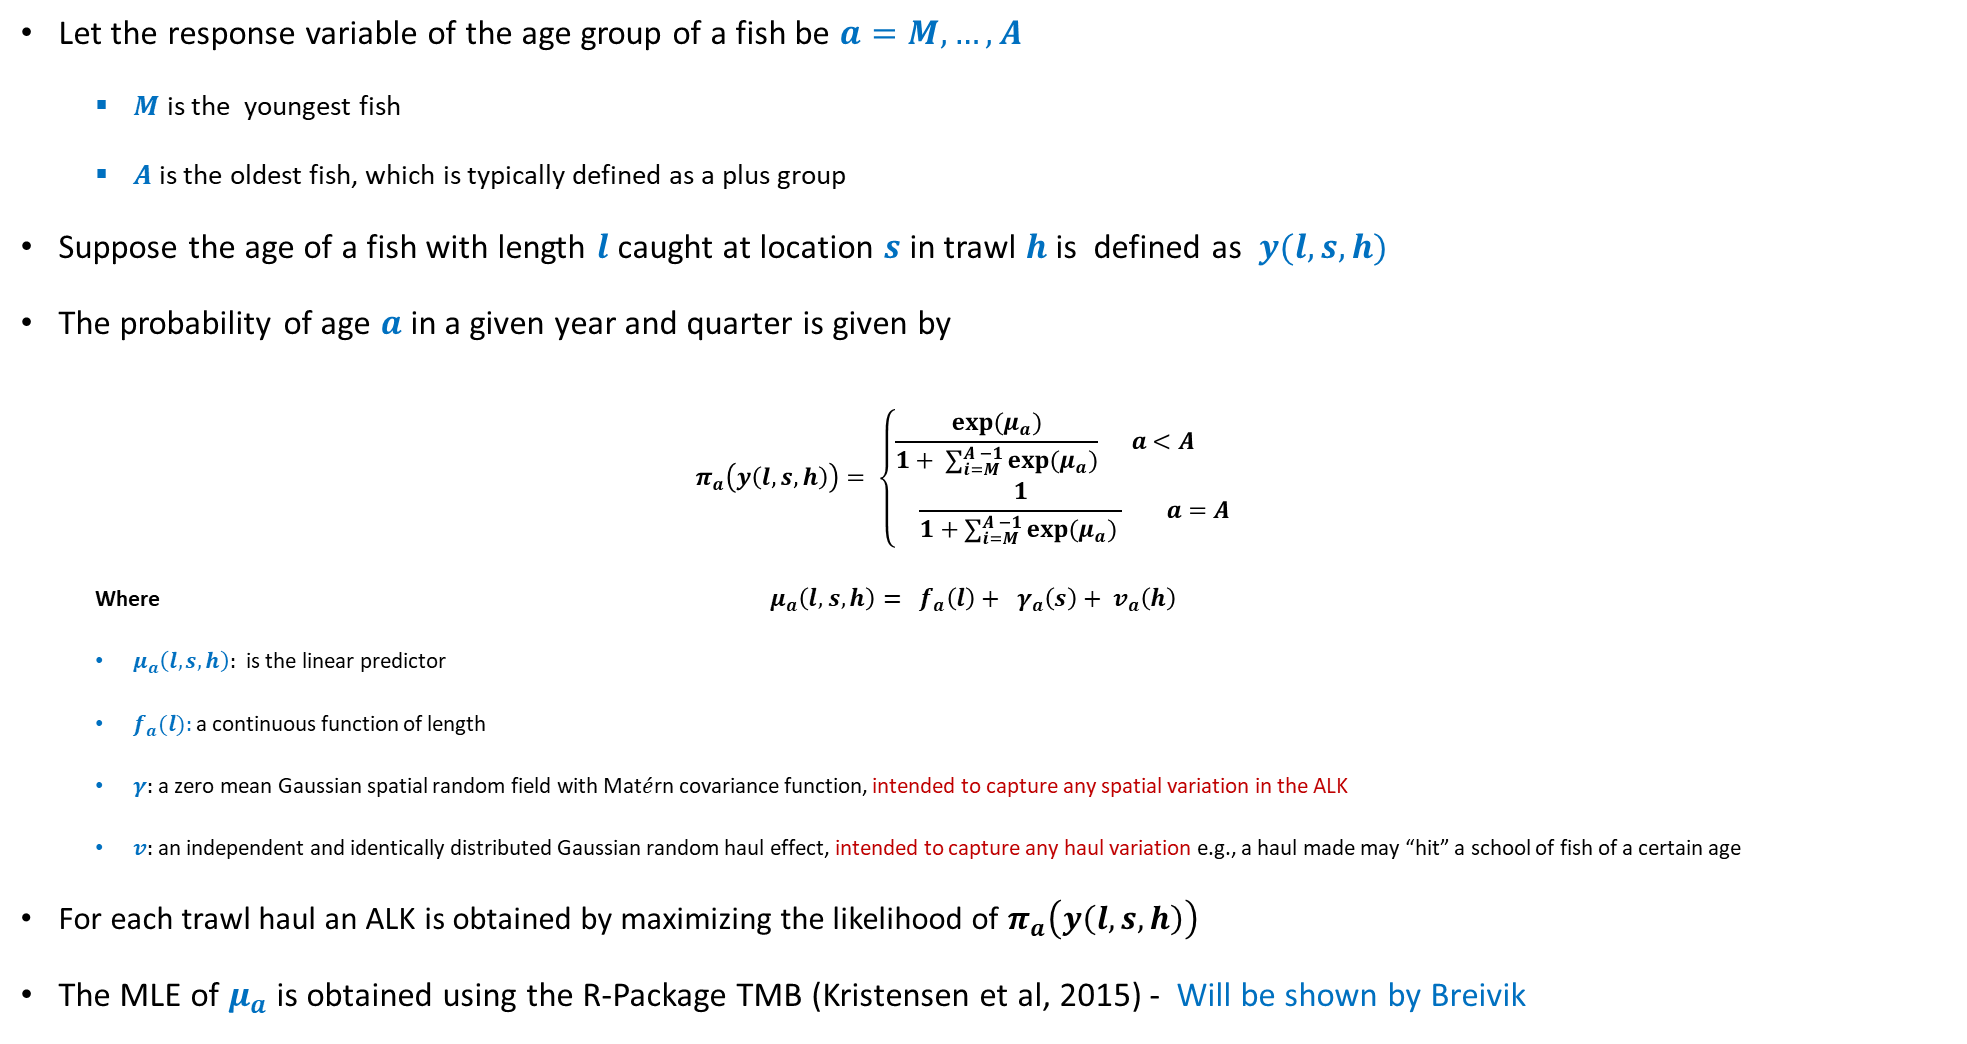 • Let the response variable of the age group of a fish be a = M, … , A
▪ M is the youngest fish
▪ A is the oldest fish, which is typically defined as a plus group
• Suppose the age of a fish with length l caught at location s in trawl h is defined as y(l, s, h)
• The probability of age a in a given year and quarter is given by
π_a(y(l, s, h)) = { exp(μ_a) / (1 + ∑_{i=M}^{A−1} exp(μ_a)) a < A
1 / (1 + ∑_{i=M}^{A−1} exp(μ_a)) a = A
Where μ_a(l, s, h) = f_a(l) + γ_a(s) + v_a(h)
• μ_a(l, s, h): is the linear predictor
• f_a(l): a continuous function of length
• γ: a zero mean Gaussian spatial random field with Matérn covariance function, intended to capture any spatial variation in the ALK
• v: an independent and identically distributed Gaussian random haul effect, intended to capture any haul variation e.g., a haul made may “hit” a school of fish of a certain age
• For each trawl haul an ALK is obtained by maximizing the likelihood of π_a(y(l, s, h))
• The MLE of μ_a is obtained using the R-Package TMB (Kristensen et al, 2015) - Will be shown by Breivik